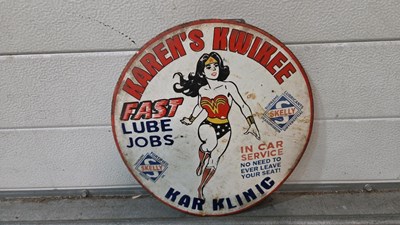 KAREN'S KWIKEE
FAST
LUBE
JOBS
SKELLY
SKELLY
IN CAR
SERVICE
NO NEED TO
EVER LEAVE
YOUR SEAT!
KAR KLINIC